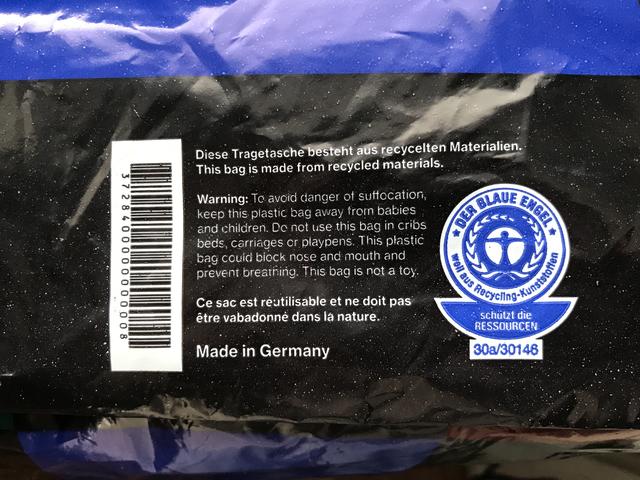 Diese Tragetasche besteht aus recycelten Materialien.
This bag is made from recycled materials.
Warning: To avoid danger of suffocation,
keep this plastic bag away from babies
and children. Do not use this bag in cribs
beds, carriages or playpens. This plastic
bag could block nose and mouth and
prevent breathing. This bag is not a toy.
Ce sac est réutilisable et ne doit pas
être vabadonné dans la nature.
Made in Germany
DER BLAUE ENGEL
weil aus Recycling-Kunststoffen
schützt die
RESSOURCEN
30a/30146